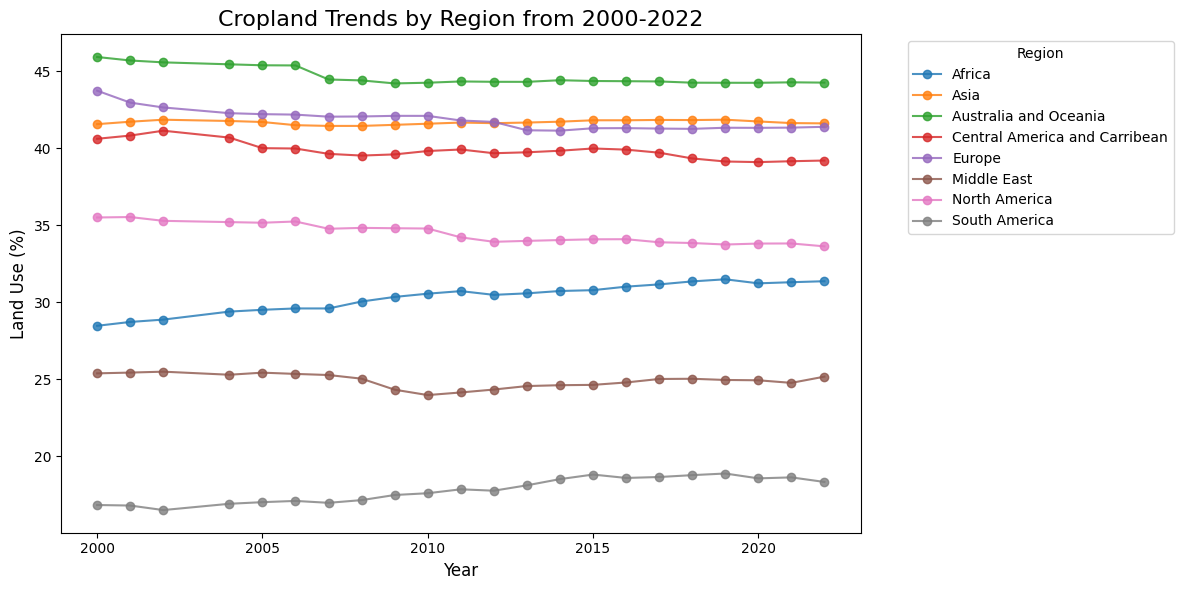 Cropland Trends by Region from 2000-2022
Land Use (%)
45
40
35
30
25
20
2000
2005
2010
2015
2020
Year
Region
Africa
Asia
Australia and Oceania
Central America and Carribean
Europe
Middle East
North America
South America